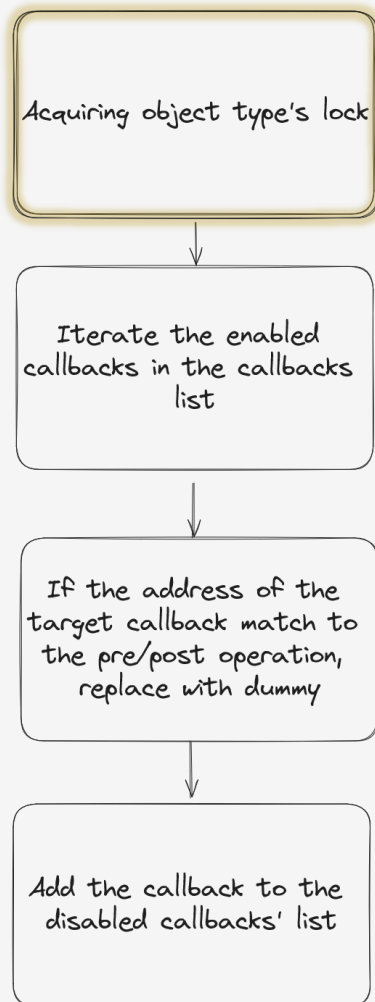 Acquiring object type's lock
Iterate the enabled
callbacks in the callbacks
list
If the address of the
target callback match to
the pre/post operation,
replace with dummy
Add the callback to the
disabled callbacks' list